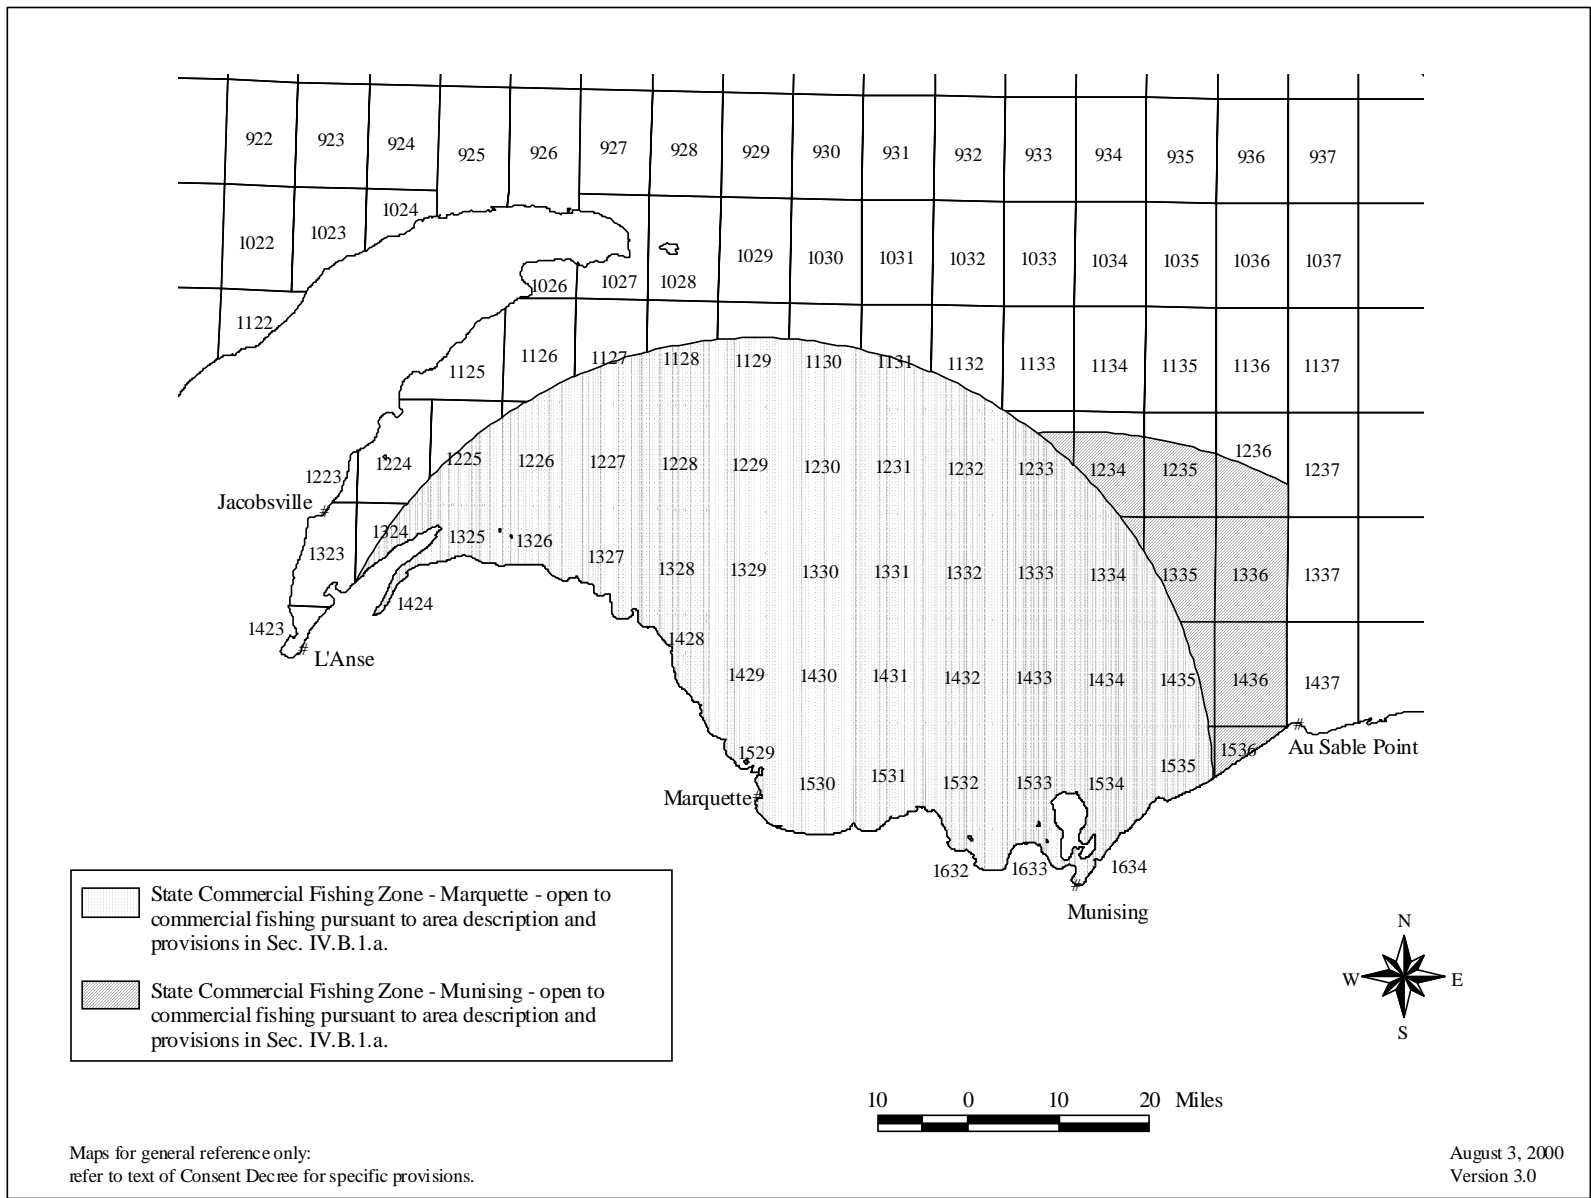 922 923 924 925 926 927 928 929 930 931 932 933 934 935 936 937
1022 1023 1024 1026 1027 1028 1029 1030 1031 1032 1033 1034 1035 1036 1037
1122 1125 1126 1127 1128 1129 1130 1131 1132 1133 1134 1135 1136 1137
1223 1224 1225 1226 1227 1228 1229 1230 1231 1232 1233 1234 1235 1236 1237
Jacobsville
1323 1324 1325 1326 1327 1328 1329 1330 1331 1332 1333 1334 1335 1336 1337
1423 1424 1428 1429 1430 1431 1432 1433 1434 1435 1436 1437
L'Anse
1529 1530 1531 1532 1533 1534 1535 1536
Au Sable Point
Marquette
1632 1633 1634
Munising
State Commercial Fishing Zone - Marquette - open to
commercial fishing pursuant to area description and
provisions in Sec. IV.B.1.a.
State Commercial Fishing Zone - Munising - open to
commercial fishing pursuant to area description and
provisions in Sec. IV.B.1.a.
N
W E
S
10 0 10 20 Miles
Maps for general reference only:
refer to text of Consent Decree for specific provisions.
August 3, 2000
Version 3.0